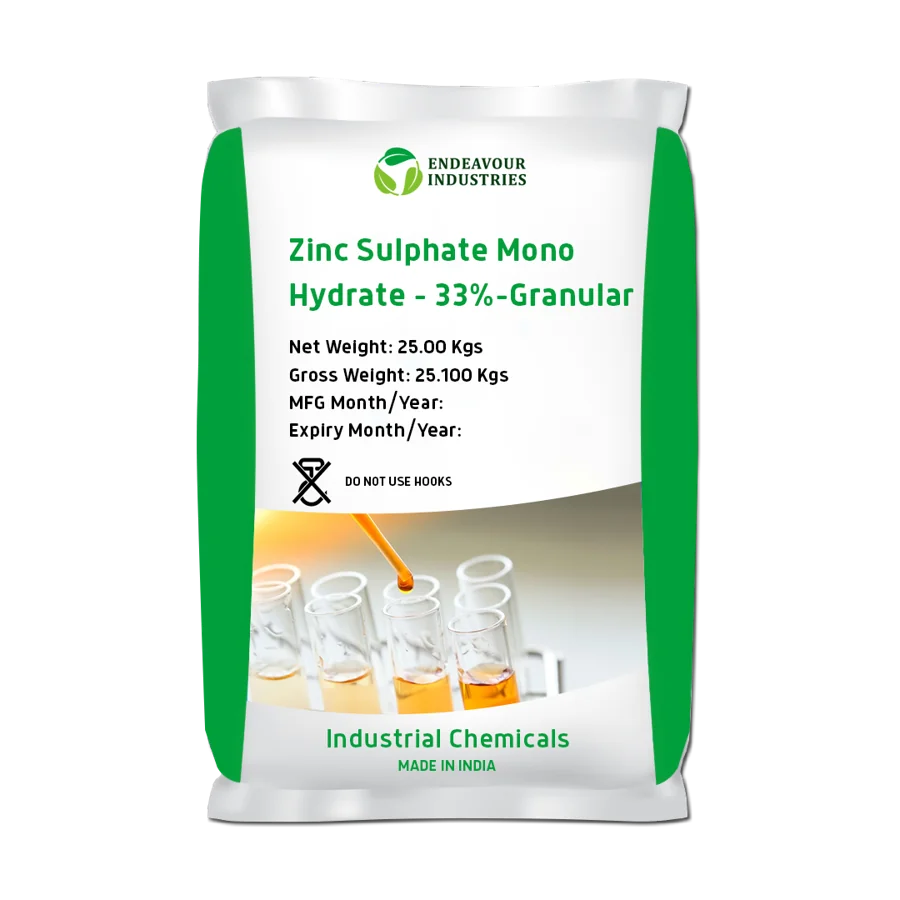 ENDEAVOUR
INDUSTRIES
Zinc Sulphate Mono
Hydrate - 33%-Granular
Net Weight: 25.00 Kgs
Gross Weight: 25.100 Kgs
MFG Month/Year:
Expiry Month/Year:
DO NOT USE HOOKS
Industrial Chemicals
MADE IN INDIA